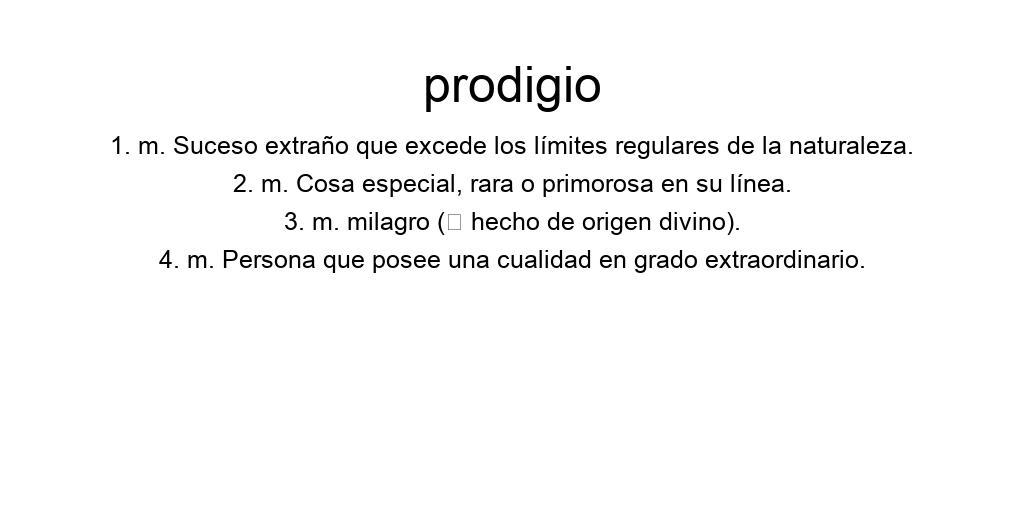 prodigio
1. m. Suceso extraño que excede los límites regulares de la naturaleza.
2. m. Cosa especial, rara o primorosa en su línea.
3. m. milagro (□ hecho de origen divino).
4. m. Persona que posee una cualidad en grado extraordinario.